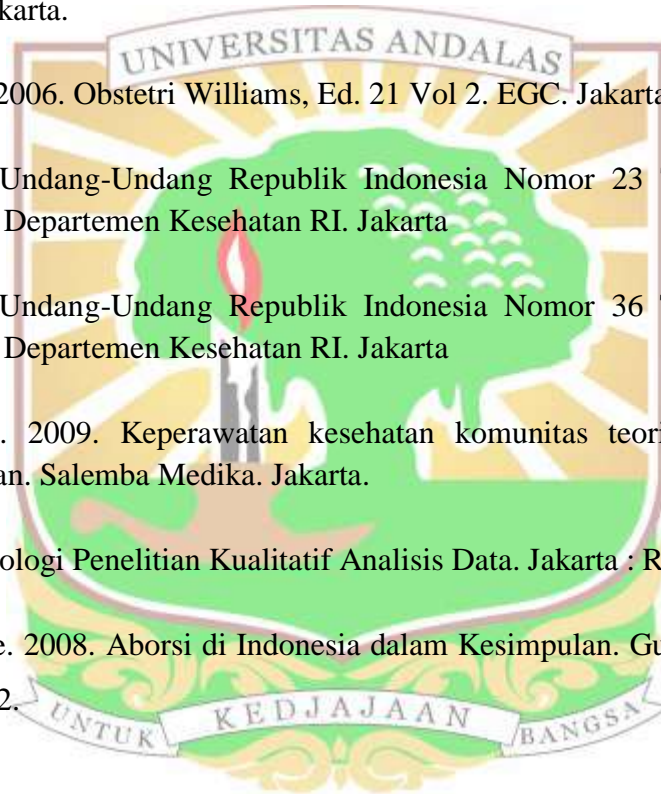 karta.
UNIVERSITAS ANDALAS
2006. Obstetri Williams, Ed. 21 Vol 2. EGC. Jakarta
Undang-Undang Republik Indonesia Nomor 23
Departemen Kesehatan RI. Jakarta
Undang-Undang Republik Indonesia Nomor 36
Departemen Kesehatan RI. Jakarta
. 2009. Keperawatan kesehatan komunitas teori
an. Salemba Medika. Jakarta.
ologi Penelitian Kualitatif Analisis Data. Jakarta : R
e. 2008. Aborsi di Indonesia dalam Kesimpulan. Gu
2.
UNTUK KEDJAJAAN BANGSA